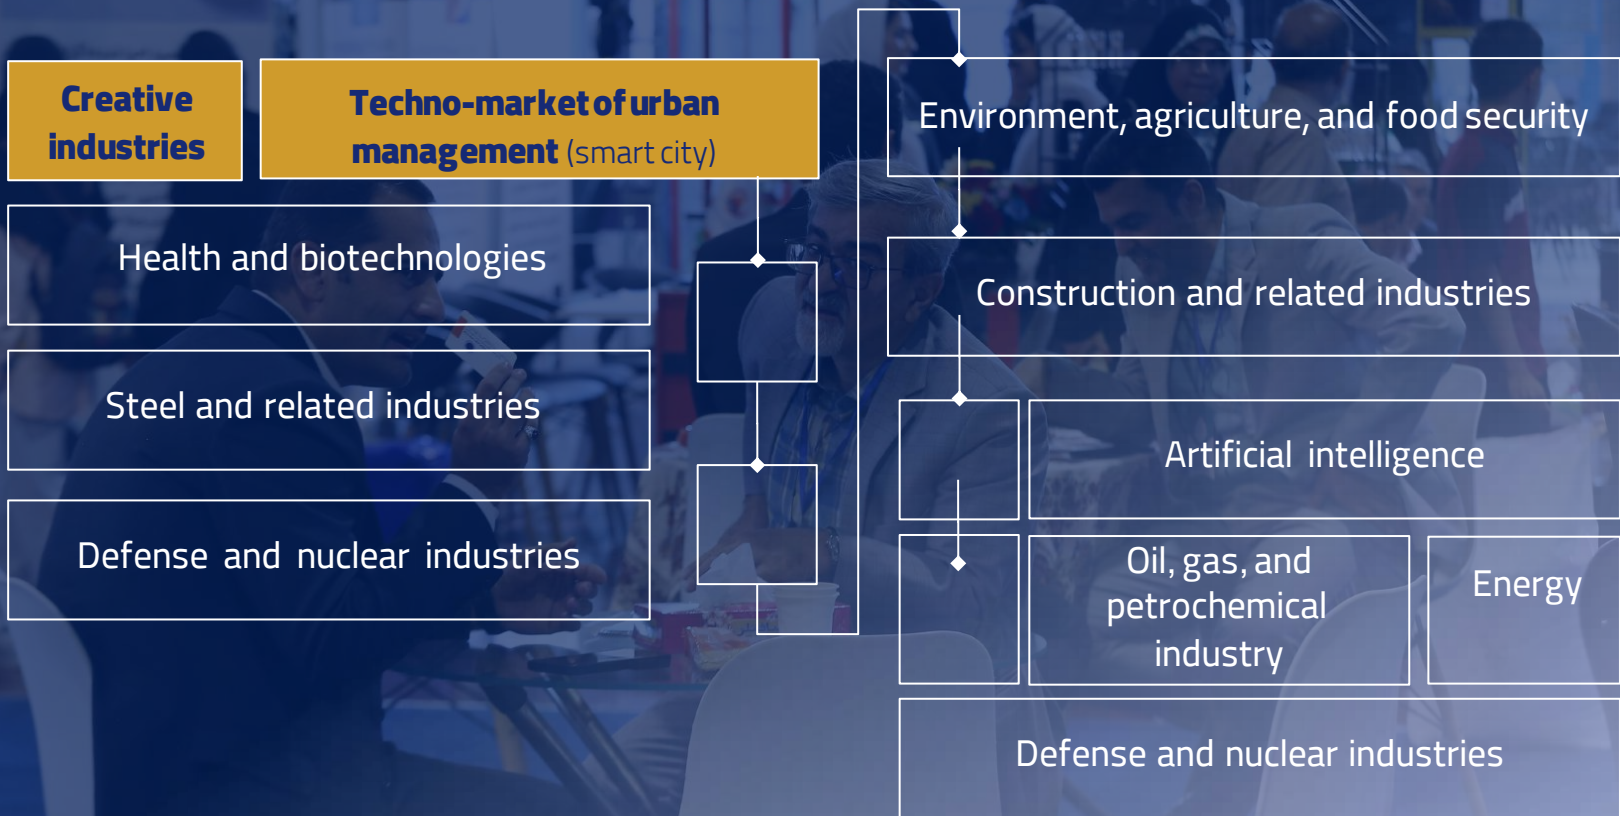 Creative
industries
Techno-market of urban
management (smart city)
Health and biotechnologies
Steel and related industries
Defense and nuclear industries
Environment, agriculture, and food security
Construction and related industries
Artificial intelligence
Oil, gas, and
petrochemical
industry
Energy
Defense and nuclear industries